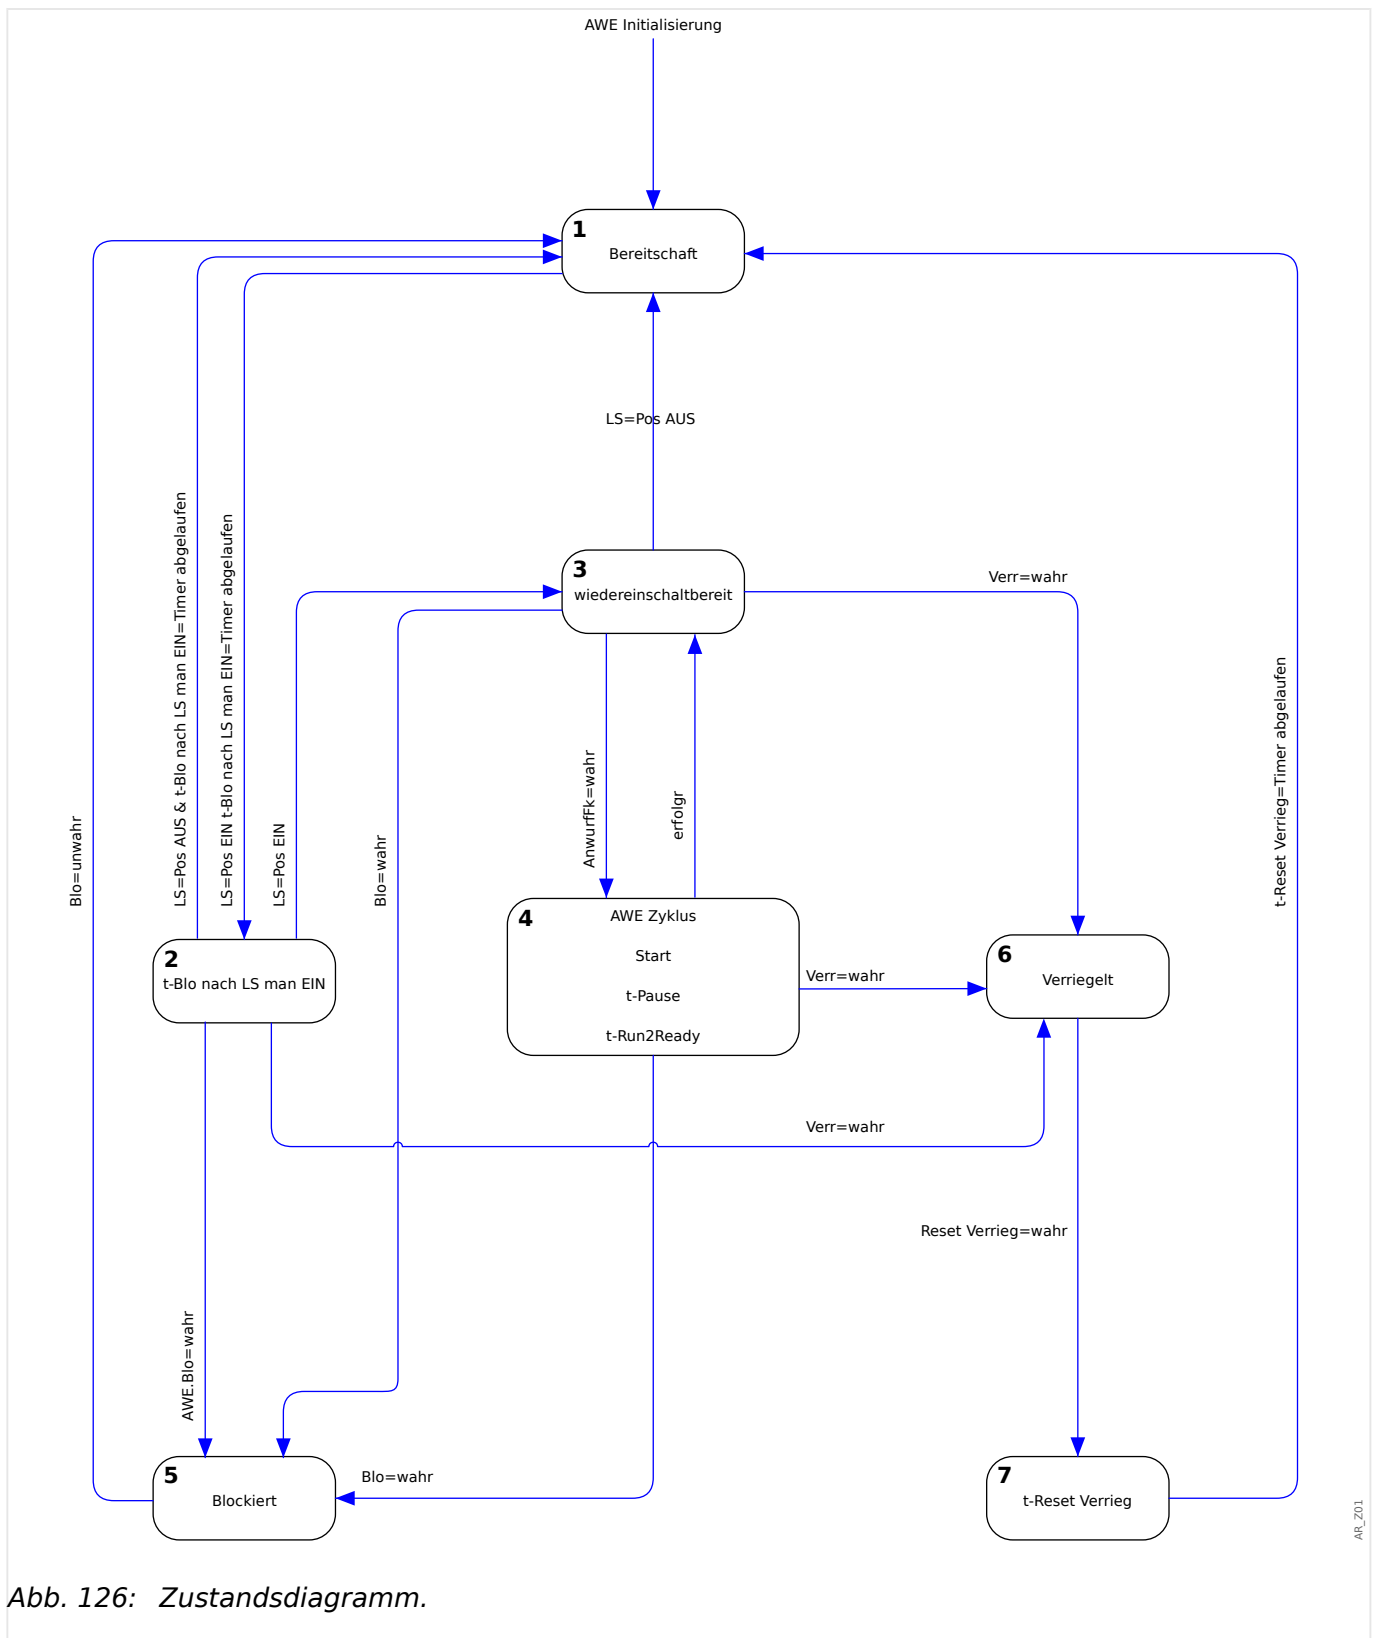 AWE Initialisierung
1
Bereitschaft
LS=Pos AUS
3
wiedereinschaltbereit
Verr=wahr
LS=Pos AUS & t-Blo nach LS man EIN=Timer abgelaufen
LS=Pos EIN t-Blo nach LS man EIN=Timer abgelaufen
LS=Pos EIN
Blo=unwahr
Blo=wahr
AnwurfFk=wahr
erfolgr
t-Reset Verrieg=Timer abgelaufen
2
t-Blo nach LS man EIN
4
AWE Zyklus
Start
t-Pause
t-Run2Ready
Verr=wahr
6
Verriegelt
Verr=wahr
Reset Verrieg=wahr
AWE.Blo=wahr
5
Blockiert
Blo=wahr
7
t-Reset Verrieg
AR_Z01
Abb. 126: Zustandsdiagramm.